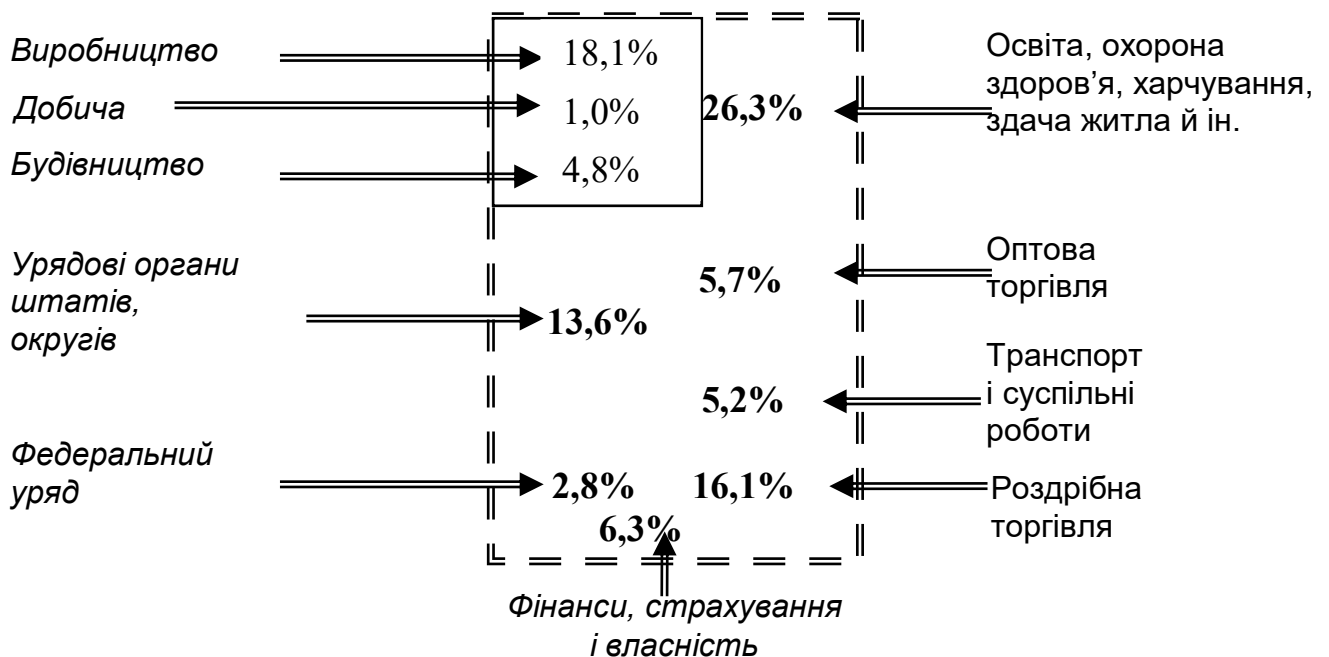 Виробництво
18,1%
Добича
1,0%
Будівництво
4,8%
26,3%
Освіта, охорона
здоров’я, харчування,
здача житла й ін.
Урядові органи
штатів,
округів
13,6%
5,7%
Оптова
торгівля
5,2%
Транспорт
і суспільні
роботи
Федеральний
уряд
2,8%
16,1%
Роздрібна
торгівля
6,3%
Фінанси, страхування
і власність